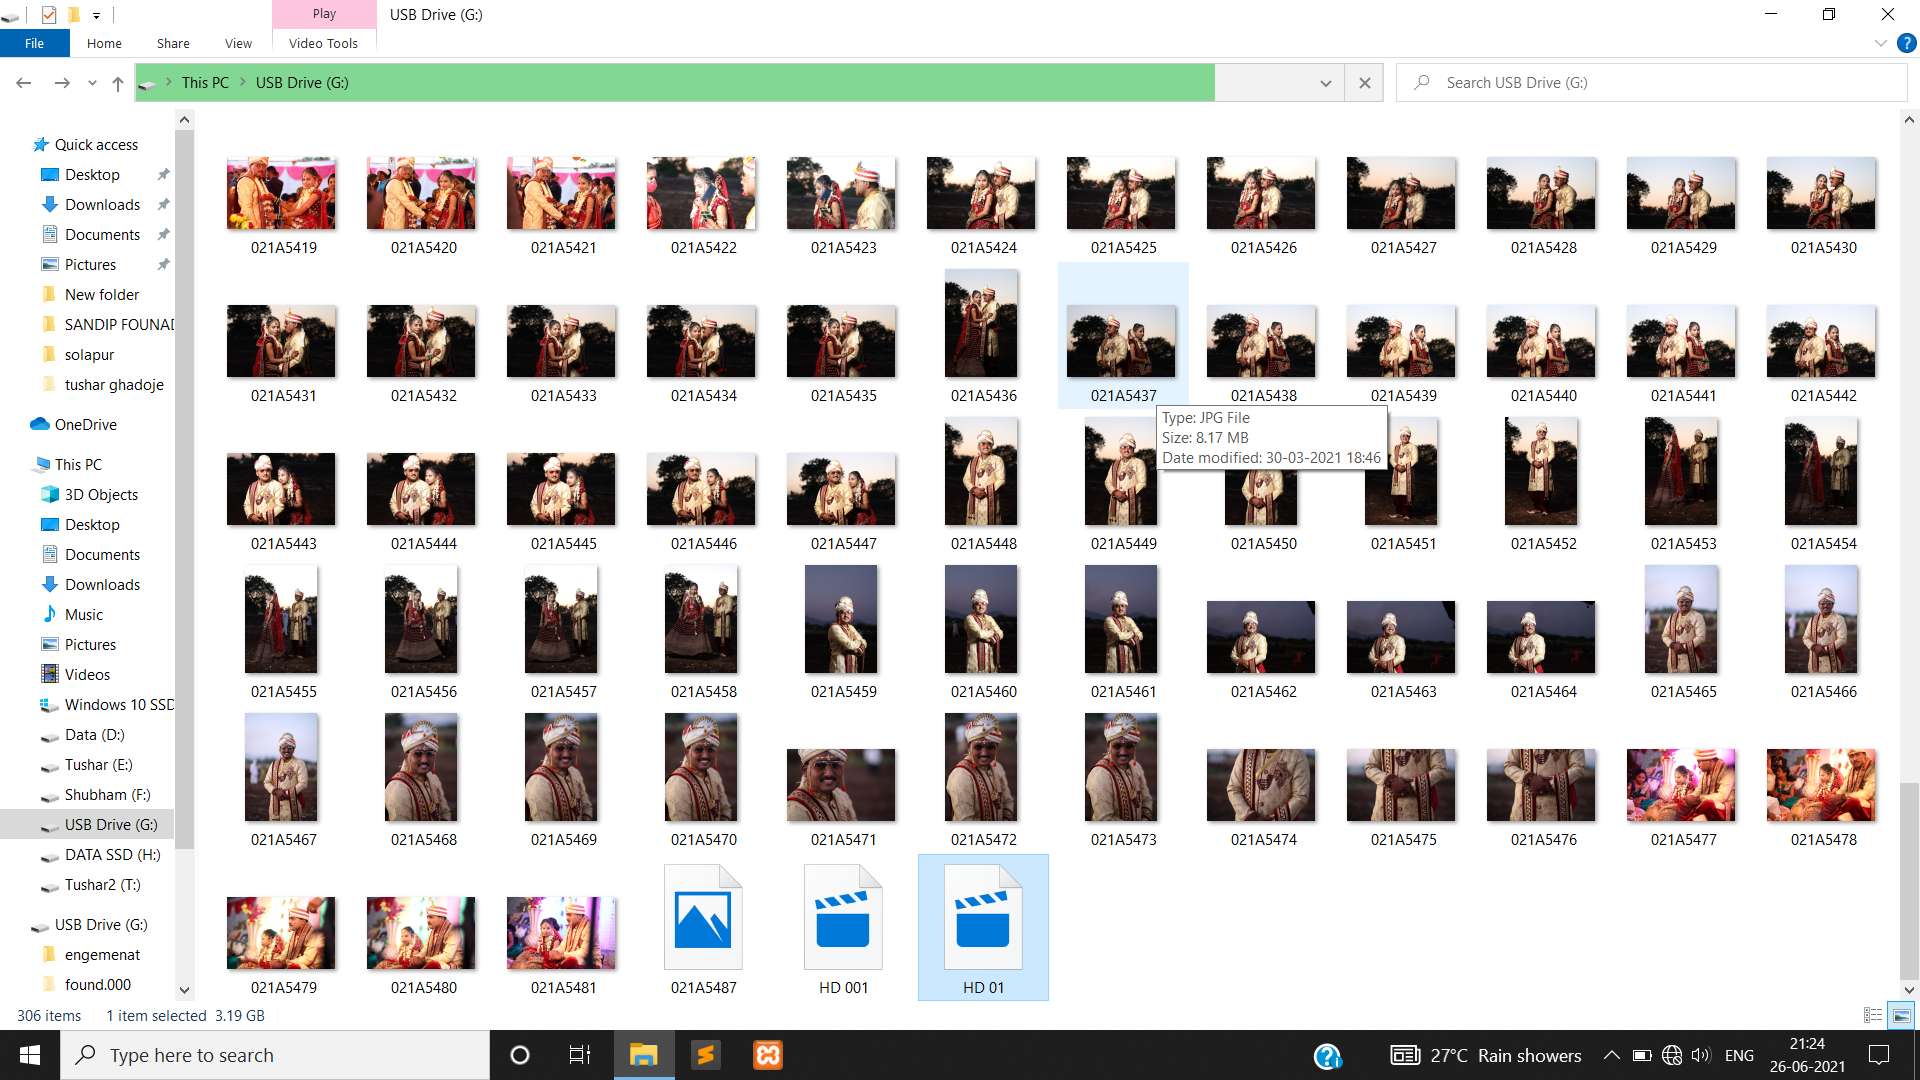 Play
USB Drive (G:)
File
Home
Share
View
Video Tools
This PC
USB Drive (G:)
Search USB Drive (G:)
Quick access
Desktop
Downloads
Documents
Pictures
New folder
SANDIP FOUNAD
solapur
tushar ghadoje
OneDrive
This PC
3D Objects
Desktop
Documents
Downloads
Music
Pictures
Videos
Windows 10 SSD
Data (D:)
Tushar (E:)
Shubham (F:)
USB Drive (G:)
DATA SSD (H:)
Tushar2 (T:)
USB Drive (G:)
engemenat
found.000
021A5419 021A5420 021A5421 021A5422 021A5423 021A5424 021A5425 021A5426 021A5427 021A5428 021A5429 021A5430
021A5431 021A5432 021A5433 021A5434 021A5435 021A5436 021A5437 021A5438 021A5439 021A5440 021A5441 021A5442
Type: JPG File
Size: 8.17 MB
Date modified: 30-03-2021 18:46
021A5443 021A5444 021A5445 021A5446 021A5447 021A5448 021A5449 021A5450 021A5451 021A5452 021A5453 021A5454
021A5455 021A5456 021A5457 021A5458 021A5459 021A5460 021A5461 021A5462 021A5463 021A5464 021A5465 021A5466
021A5467 021A5468 021A5469 021A5470 021A5471 021A5472 021A5473 021A5474 021A5475 021A5476 021A5477 021A5478
021A5479 021A5480 021A5481 021A5487 HD 001 HD 01
306 items 1 item selected 3.19 GB
Type here to search
27°C Rain showers
ENG
21:24
26-06-2021